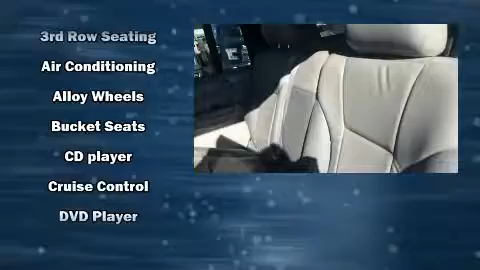 3rd Row Seating
Air Conditioning
Alloy Wheels
Bucket Seats
CD player
Cruise Control
DVD Player